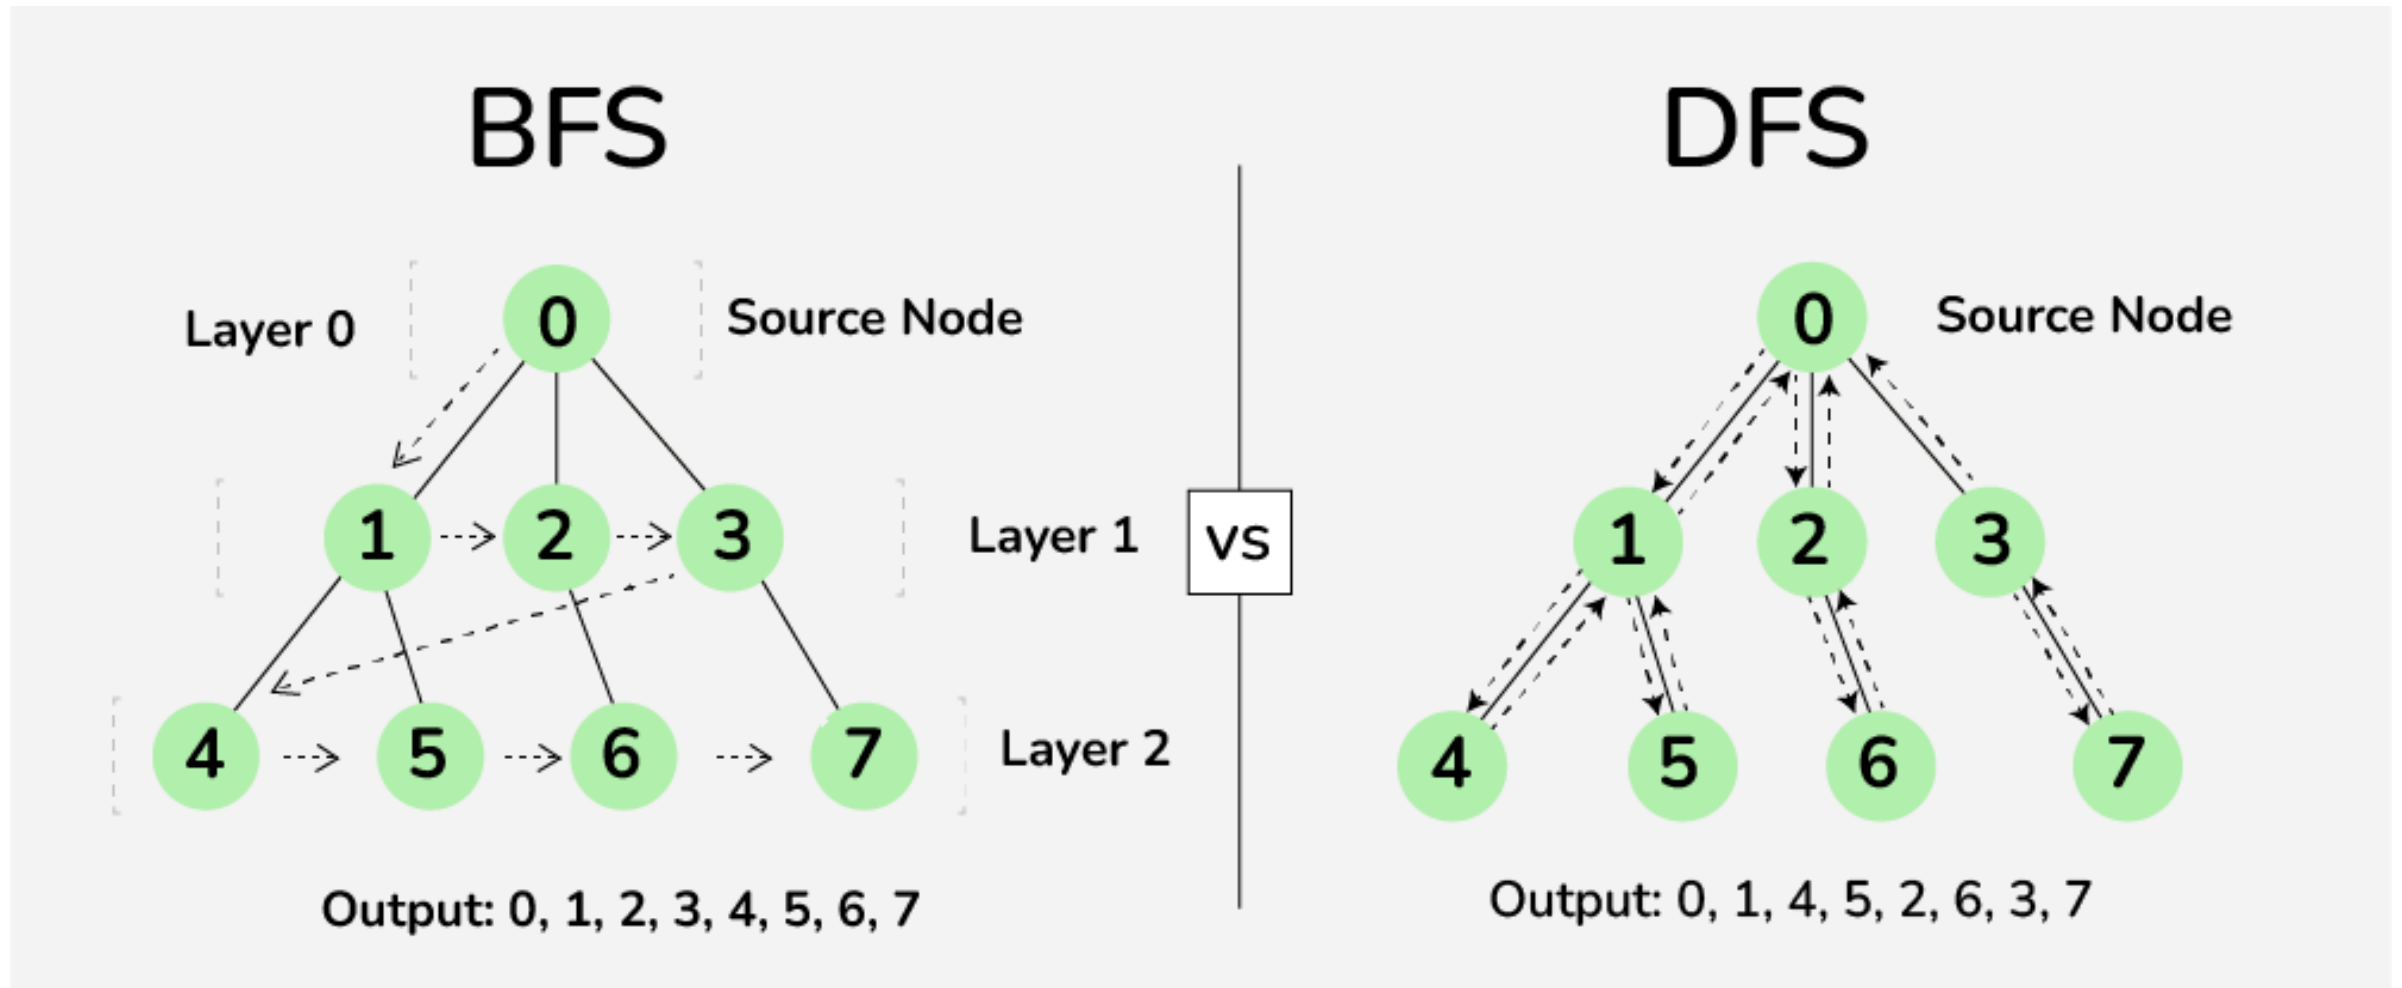 BFS
Layer 0
0
Source Node
1
2
3
Layer 1
4
5
6
7
Layer 2
Output: 0, 1, 2, 3, 4, 5, 6, 7
VS
DFS
0
Source Node
1
2
3
4
5
6
7
Output: 0, 1, 4, 5, 2, 6, 3, 7